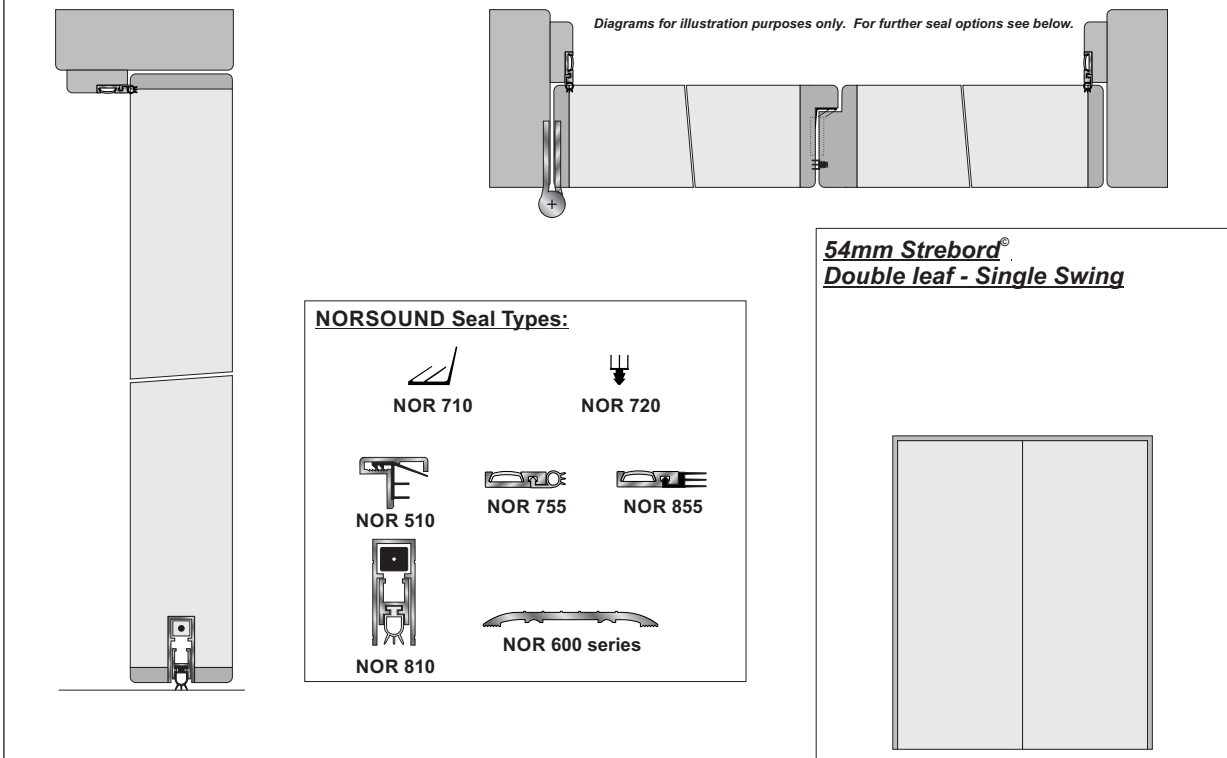 Diagrams for illustration purposes only.  For further seal options see below.
54mm Strebord©
Double leaf - Single Swing
NORSOUND Seal Types:
NOR 710
NOR 720
NOR 510
NOR 755
NOR 855
NOR 810
NOR 600 series